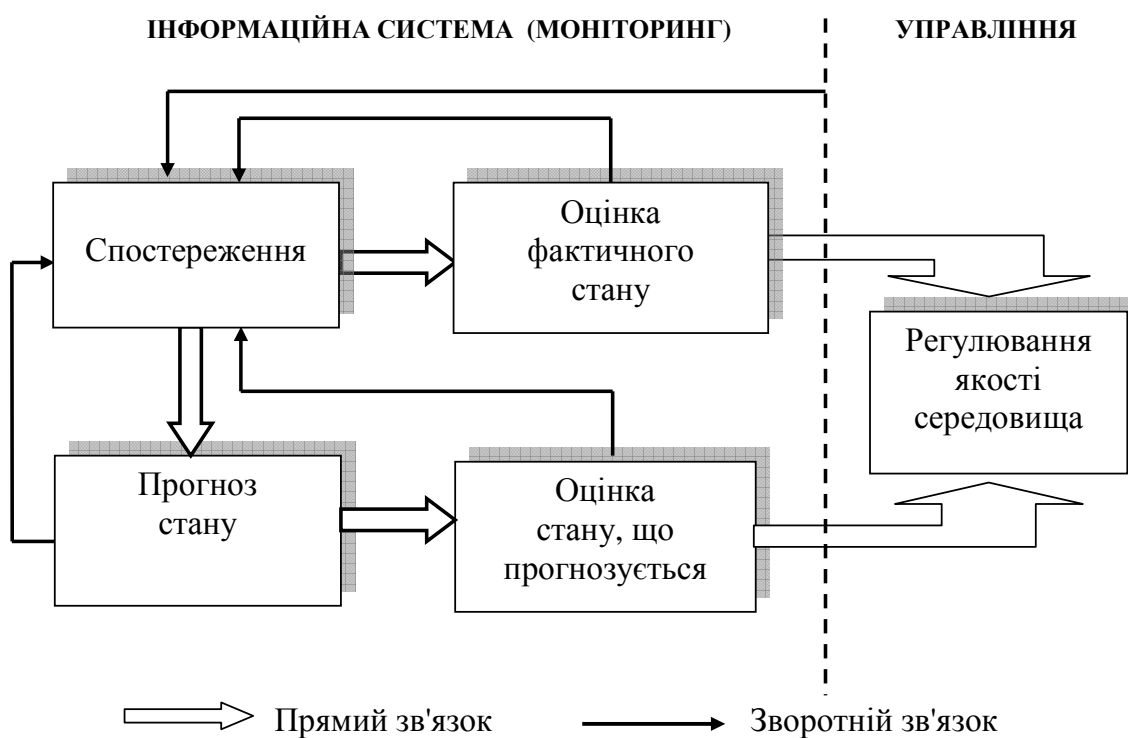 ІНФОРМАЦІЙНА СИСТЕМА (МОНІТОРИНГ)
УПРАВЛІННЯ
Спостереження
Оцінка
фактичного
стану
Регулювання
якості
середовища
Прогноз
стану
Оцінка
стану, що
прогнозується
Прямий зв'язок
Зворотній зв'язок